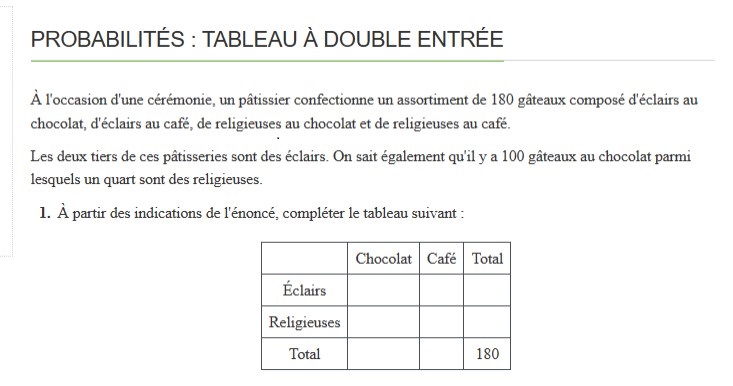 PROBABILITÉS : TABLEAU À DOUBLE ENTRÉE
À l'occasion d'une cérémonie, un pâtissier confectionne un assortiment de 180 gâteaux composé d'éclairs au
chocolat, d'éclairs au café, de religieuses au chocolat et de religieuses au café.
Les deux tiers de ces pâtisseries sont des éclairs. On sait également qu'il y a 100 gâteaux au chocolat parmi
lesquels un quart sont des religieuses.
1. À partir des indications de l'énoncé, compléter le tableau suivant :
Chocolat Café Total
Éclairs
Religieuses
Total 180